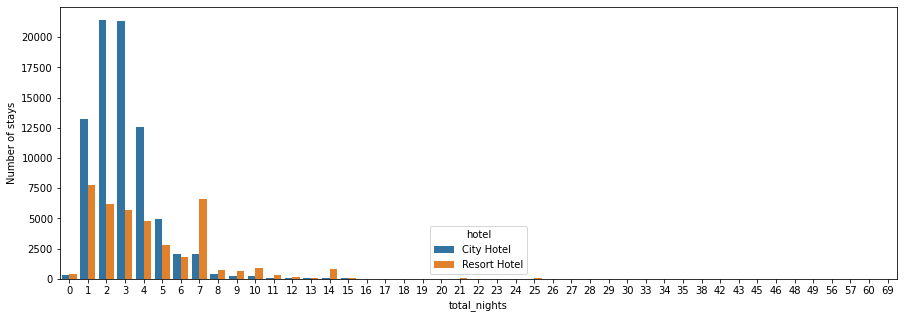 Number of stays
20000
17500
15000
12500
10000
7500
5000
2500
0
hotel
City Hotel
Resort Hotel
0 1 2 3 4 5 6 7 8 9 10 11 12 13 14 15 16 17 18 19 20 21 22 23 24 25 26 27 28 29 30 33 34 35 38 42 43 45 46 48 49 56 57 60 69
total_nights